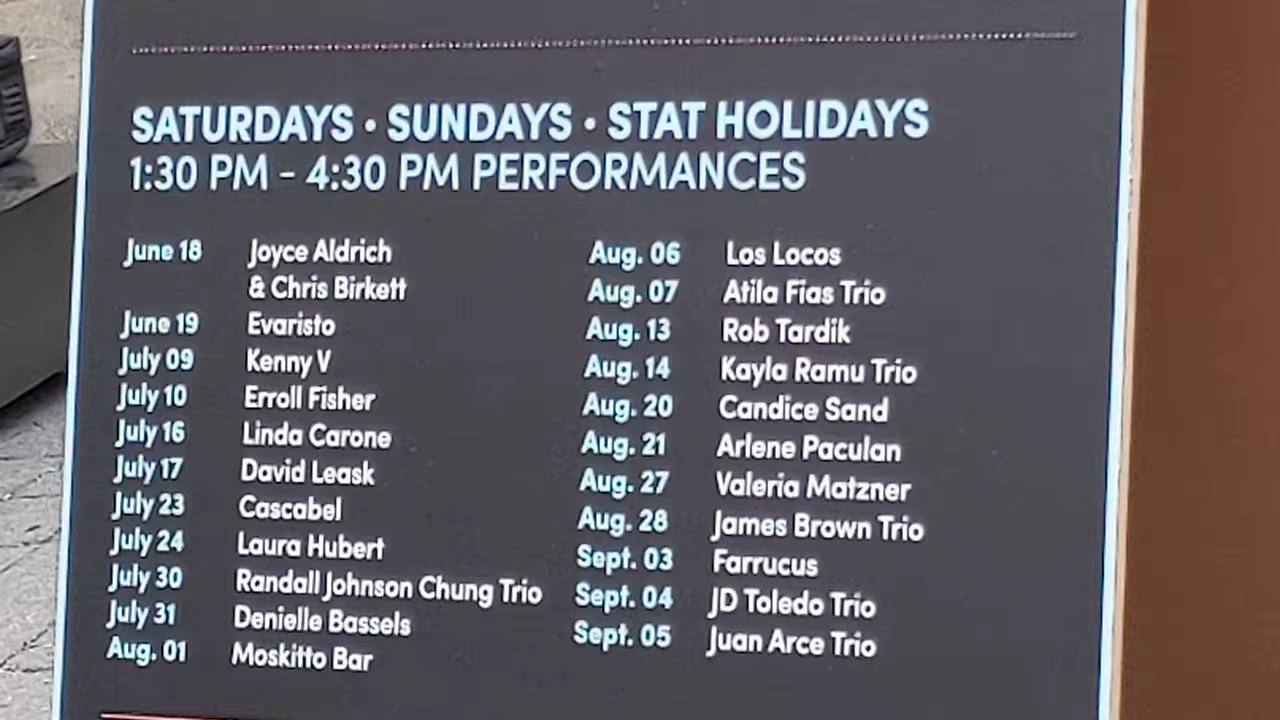 SATURDAYS • SUNDAYS • STAT HOLIDAYS
1:30 PM - 4:30 PM PERFORMANCES
June 18 Joyce Aldrich
& Chris Birkett
June 19 Evaristo
July 09 Kenny V
July 10 Erroll Fisher
July 16 Linda Carone
July 17 David Leask
July 23 Cascabel
July 24 Laura Hubert
July 30 Randall Johnson Chung Trio
July 31 Denielle Bassels
Aug. 01 Moskitto Bar
Aug. 06 Los Locos
Aug. 07 Atila Fias Trio
Aug. 13 Rob Tardik
Aug. 14 Kayla Ramu Trio
Aug. 20 Candice Sand
Aug. 21 Arlene Paculan
Aug. 27 Valeria Matzner
Aug. 28 James Brown Trio
Sept. 03 Farrucus
Sept. 04 JD Toledo Trio
Sept. 05 Juan Arce Trio